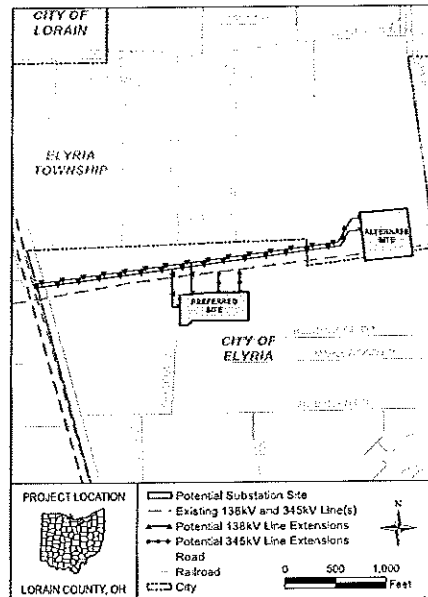 CITY OF
LORAIN
ELYRIA
TOWNSHIP
ALTERNATE
SITE
PREFERRED
SITE
CITY OF
ELYRIA
PROJECT LOCATION
LORAIN COUNTY, OH
Potential Substation Site
Existing 138kV and 345kV Line(s)
Potential 138kV Line Extensions
Potential 345kV Line Extensions
Road
Railroad
City
N
0 500 1,000
Feet